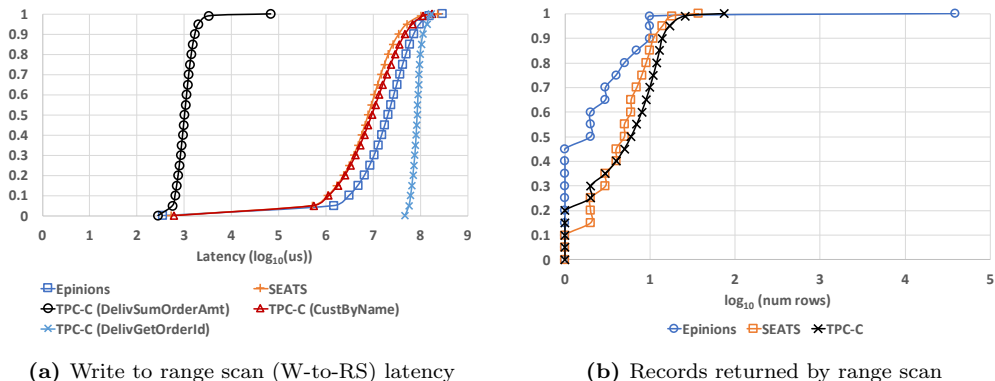 1
0.9
0.8
0.7
0.6
0.5
0.4
0.3
0.2
0.1
0
0 1 2 3 4 5 6 7 8 9
Latency (log10(us))
Epinions SEATS
TPC-C (DelivSumOrderAmt) TPC-C (CustByName)
TPC-C (DelivGetOrderId)
(a) Write to range scan (W-to-RS) latency
1
0.9
0.8
0.7
0.6
0.5
0.4
0.3
0.2
0.1
0
0 1 2 3 4 5
log10 (num rows)
Epinions SEATS TPC-C
(b) Records returned by range scan